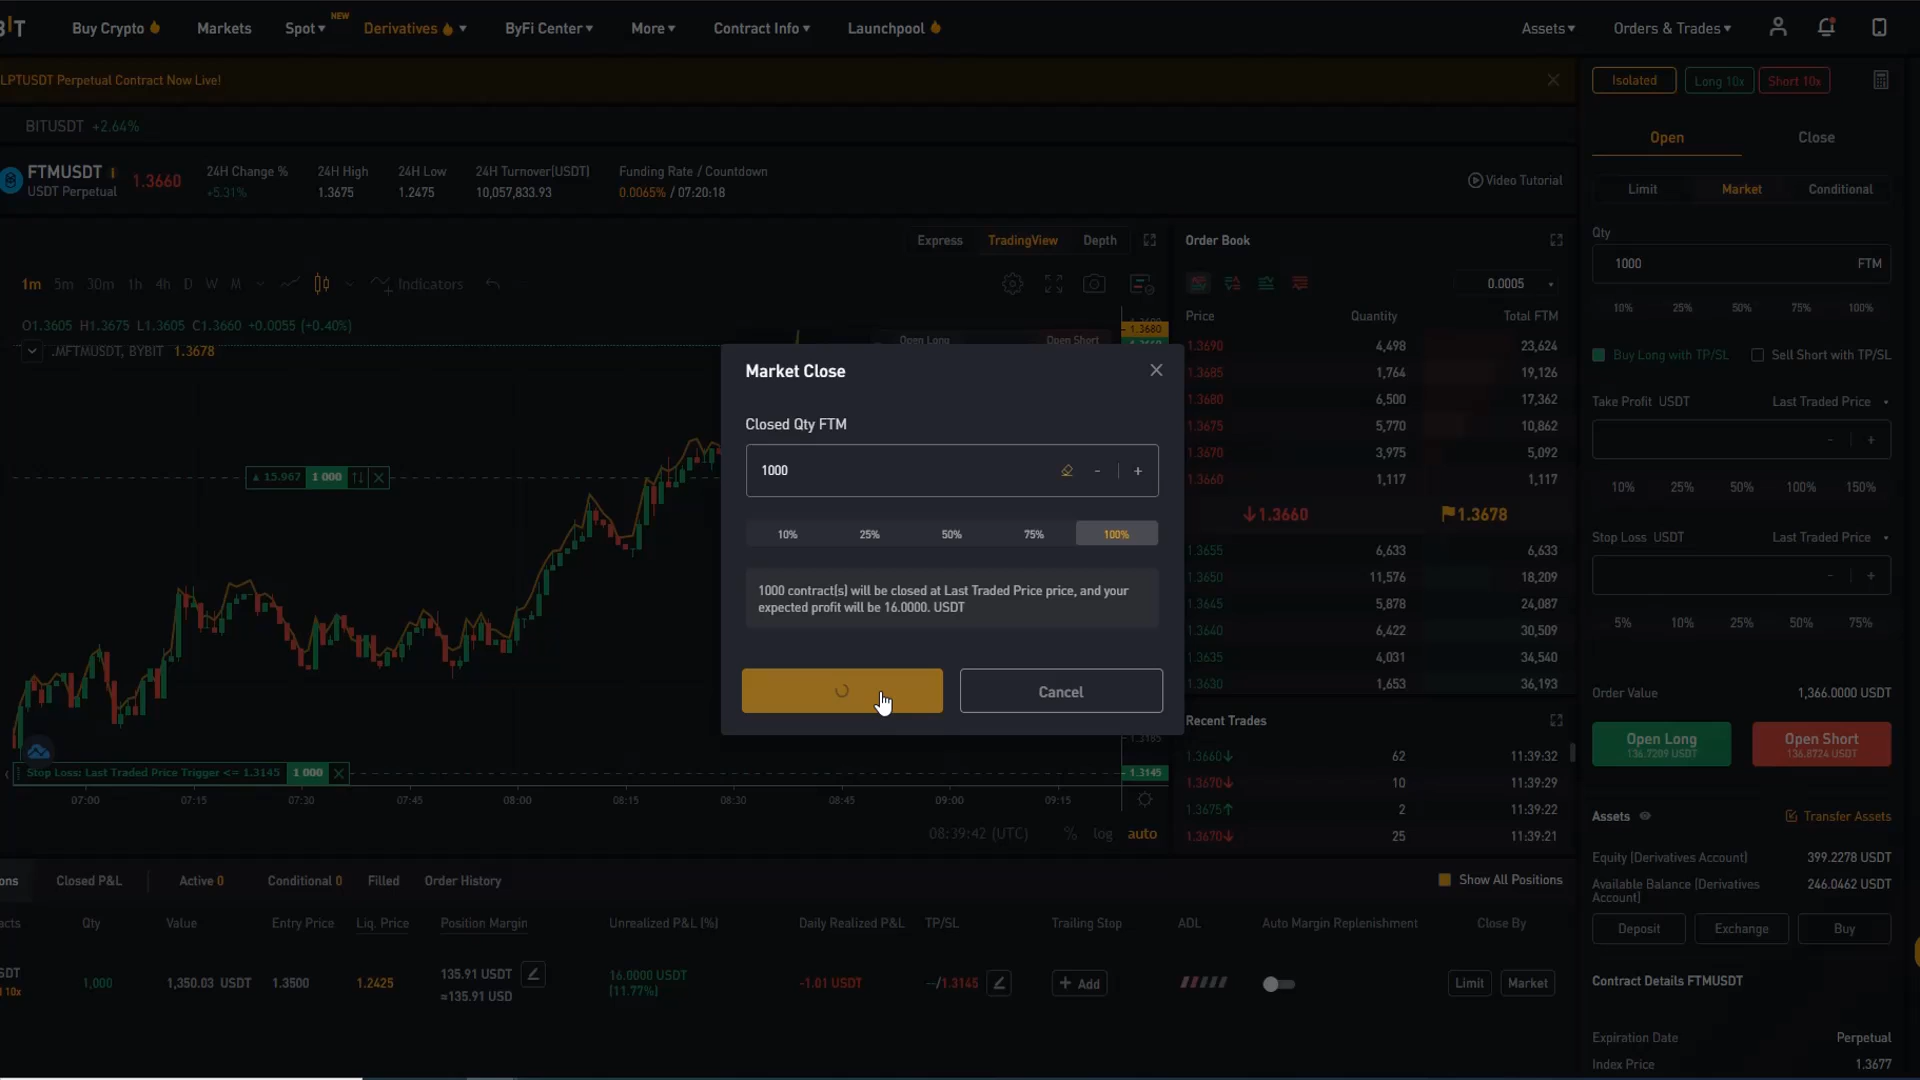 IT
Buy Crypto
Markets
Spot
NEW
Derivatives
ByFi Center
More
Contract Info
Launchpool
Assets
Orders & Trades
LPTUSDT Perpetual Contract Now Live!
BITUSDT +2.64%
FTMUSDT
USDT Perpetual
1.3660
24H Change %
+5.31%
24H High
1.3675
24H Low
1.2475
24H Turnover(USDT)
10,057,833.93
Funding Rate / Countdown
0.0065% / 07:20:18
Video Tutorial
Express
TradingView
Depth
1m 5m 30m 1h 4h D W M
Indicators
O1.3605 H1.3675 L1.3605 C1.3660 +0.0055 (+0.40%)
.MFTMUSDT, BYBIT 1.3678
Open Long
Open Short
1.3680
15.967 1 000
Stop Loss: Last Traded Price Trigger <= 1.3145 1 000
1.3145
07:00 07:15 07:30 07:45 08:00 08:15 08:30 08:45 09:00 09:15
08:39:42 (UTC) % log auto
Market Close
Closed Qty FTM
1000 - +
10% 25% 50% 75% 100%
1000 contract(s) will be closed at Last Traded Price price, and your
expected profit will be 16.0000. USDT
Cancel
Order Book
0.0005
Price Quantity Total FTM
1.3690 4,498 23,624
1.3685 1,764 19,126
1.3680 6,500 17,362
1.3675 5,770 10,862
1.3670 3,975 5,092
1.3660 1,117 1,117
↓1.3660 1.3678
1.3655 6,633 6,633
1.3650 11,576 18,209
1.3645 5,878 24,087
1.3640 6,422 30,509
1.3635 4,031 34,540
1.3630 1,653 36,193
Recent Trades
1.3660↓ 62 11:39:32
1.3670↓ 10 11:39:29
1.3675↑ 2 11:39:22
1.3670↓ 25 11:39:21
Isolated
Long 10x
Short 10x
Open
Close
Limit
Market
Conditional
Qty
1000 FTM
10% 25% 50% 75% 100%
Buy Long with TP/SL
Sell Short with TP/SL
Take Profit USDT
Last Traded Price
- +
10% 25% 50% 100% 150%
Stop Loss USDT
Last Traded Price
- +
5% 10% 25% 50% 75%
Order Value 1,366.0000 USDT
Open Long
136.7209 USDT
Open Short
136.8724 USDT
Assets
Transfer Assets
Equity (Derivatives Account) 399.2278 USDT
Available Balance (Derivatives
Account)
246.0462 USDT
Deposit
Exchange
Buy
Contract Details FTMUSDT
Expiration Date Perpetual
Index Price 1.3677
ons
Closed P&L
Active 0
Conditional 0
Filled
Order History
Show All Positions
acts Qty Value Entry Price Liq. Price Position Margin Unrealized P&L (%) Daily Realized P&L TP/SL Trailing Stop ADL Auto Margin Replenishment Close By
SDT
10x
1,000
1,350.03 USDT
1.3500
1.2425
135.91 USDT
≈135.91 USD
16.0000 USDT
(11.77%)
-1.01 USDT
--/1.3145
+ Add
Limit
Market